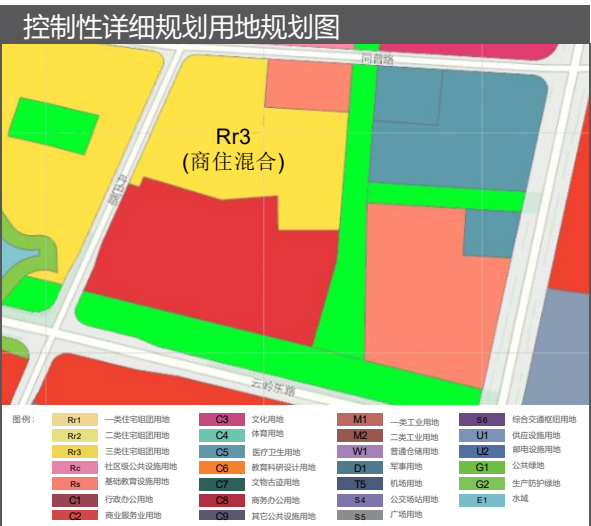 控制性详细规划用地规划图
同普路
Rr3
(商住混合)
云岭东路
图例：
Rr1 一类住宅组团用地
Rr2 二类住宅组团用地
Rr3 三类住宅组团用地
Rc 社区级公共设施用地
Rs 基础教育设施用地
C1 行政办公用地
C2 商业服务业用地
C3 文化用地
C4 体育用地
C5 医疗卫生用地
C6 教育科研设计用地
C7 文物古迹用地
C8 商务办公用地
C9 其它公共设施用地
M1 一类工业用地
M2 二类工业用地
W1 普通仓储用地
D1 军事用地
T5 机场用地
S4 公交场站用地
S5 广场用地
S6 综合交通枢纽用地
U1 供应设施用地
U2 邮电设施用地
G1 公共绿地
G2 生产防护绿地
E1 水域